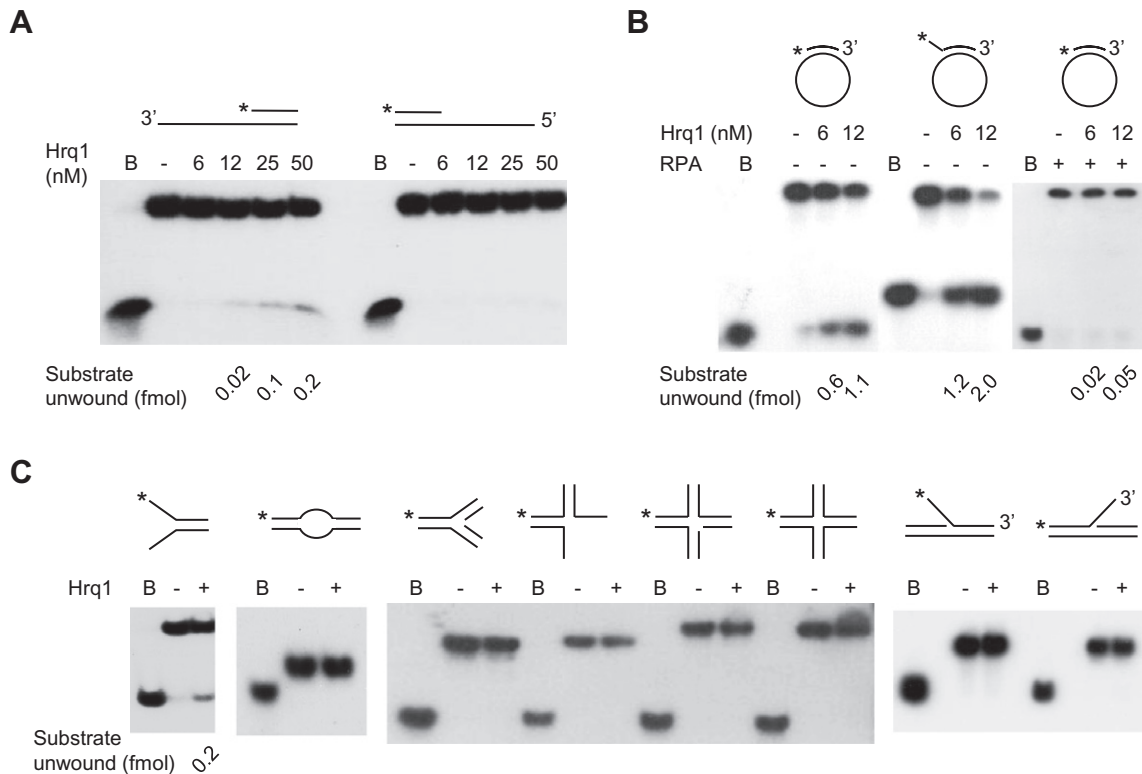 A
* 3’ * 5’
Hrq1 (nM) B - 6 12 25 50 B - 6 12 25 50
Substrate unwound (fmol) 0.02 0.1 0.2
B
* 3’ * 3’ * 3’
Hrq1 (nM) - 6 12 - 6 12 - 6 12
RPA B - - - B - - - B + + +
Substrate unwound (fmol) 0.6 1.1 1.2 2.0 0.02 0.05
C
* * * * * * * 3’ * 3’
Hrq1 B - + B - + B - + B - + B - + B - + B - + B - +
Substrate unwound (fmol) 0.2